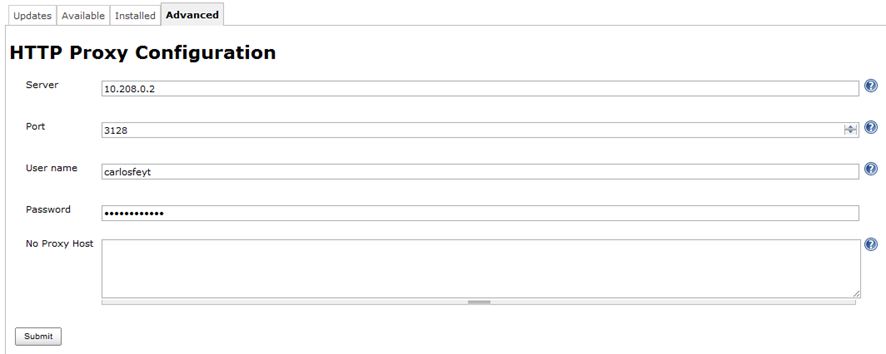 Updates Available Installed Advanced
HTTP Proxy Configuration
Server 10.208.0.2 ?
Port 3128 ?
User name carlosfeyt ?
Password ••••••••••••
No Proxy Host ?
Submit